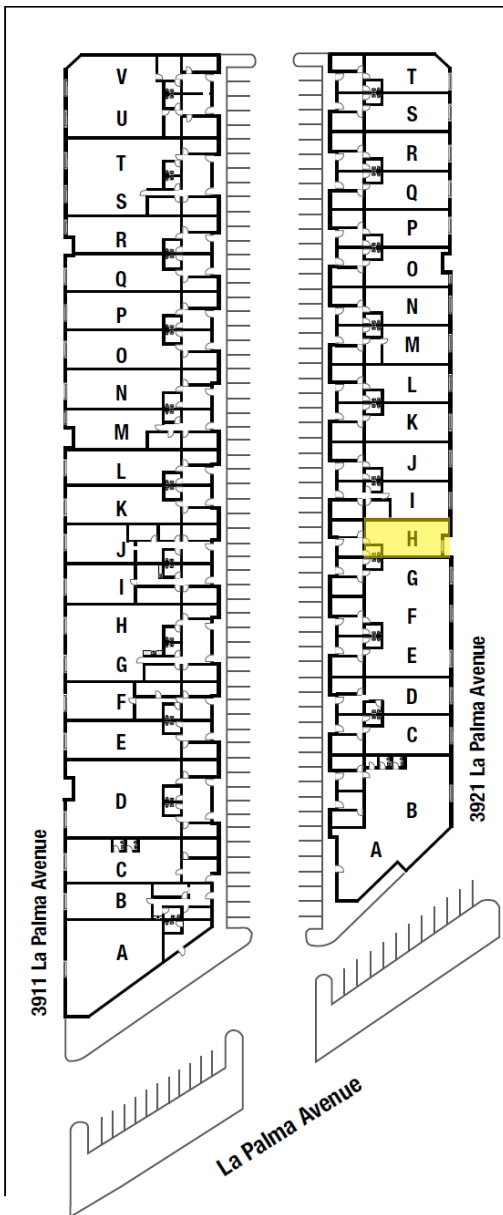 V
U
T
S
R
Q
P
O
N
M
L
K
J
I
H
G
F
E
D
C
B
A
3911 La Palma Avenue
T
S
R
Q
P
O
N
M
L
K
J
I
H
G
F
E
D
C
B
A
3921 La Palma Avenue
La Palma Avenue